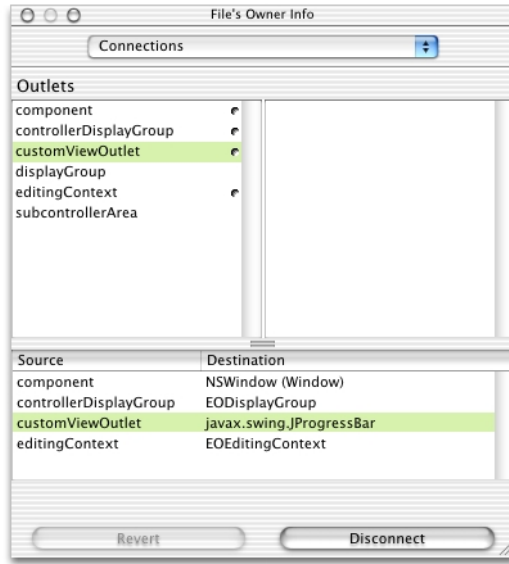 File's Owner Info
Connections
Outlets
component
controllerDisplayGroup
customViewOutlet
displayGroup
editingContext
subcontrollerArea
Source Destination
component NSWindow (Window)
controllerDisplayGroup EODisplayGroup
customViewOutlet javax.swing.JProgressBar
editingContext EOEditingContext
Revert Disconnect